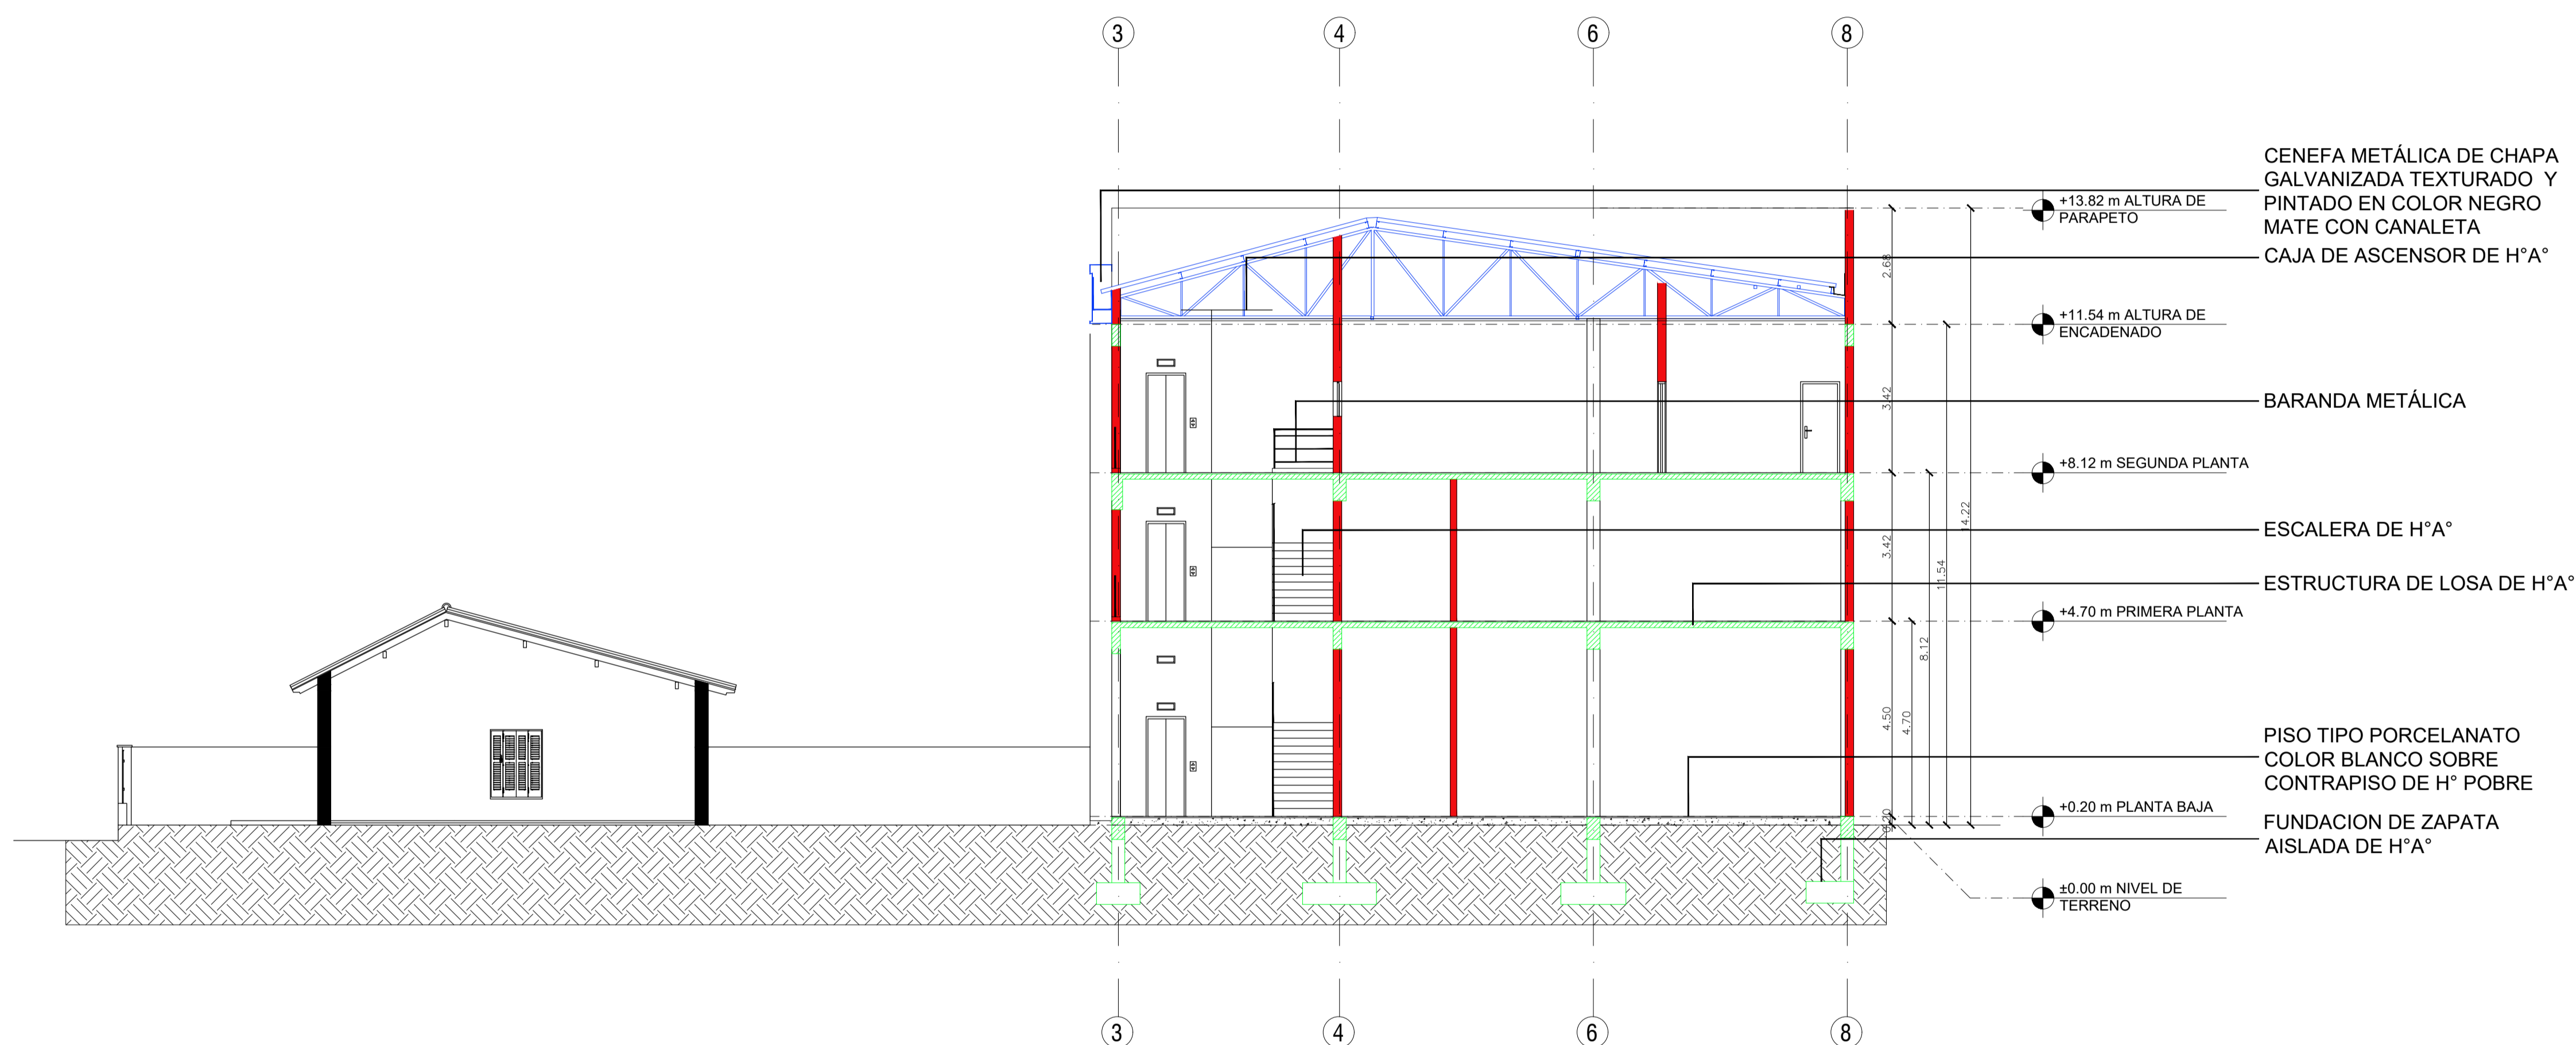 3 4 6 8
CENEFA METÁLICA DE CHAPA
GALVANIZADA TEXTURADO Y
PINTADO EN COLOR NEGRO
MATE CON CANALETA
+13.82 m ALTURA DE
PARAPETO
CAJA DE ASCENSOR DE H°A°
2.68
+11.54 m ALTURA DE
ENCADENADO
BARANDA METÁLICA
3.42
+8.12 m SEGUNDA PLANTA
ESCALERA DE H°A°
3.42
11.54
14.22
ESTRUCTURA DE LOSA DE H°A°
+4.70 m PRIMERA PLANTA
8.12
4.50
4.70
PISO TIPO PORCELANATO
COLOR BLANCO SOBRE
CONTRAPISO DE H° POBRE
+0.20 m PLANTA BAJA
0.20
FUNDACION DE ZAPATA
AISLADA DE H°A°
±0.00 m NIVEL DE
TERRENO
3 4 6 8